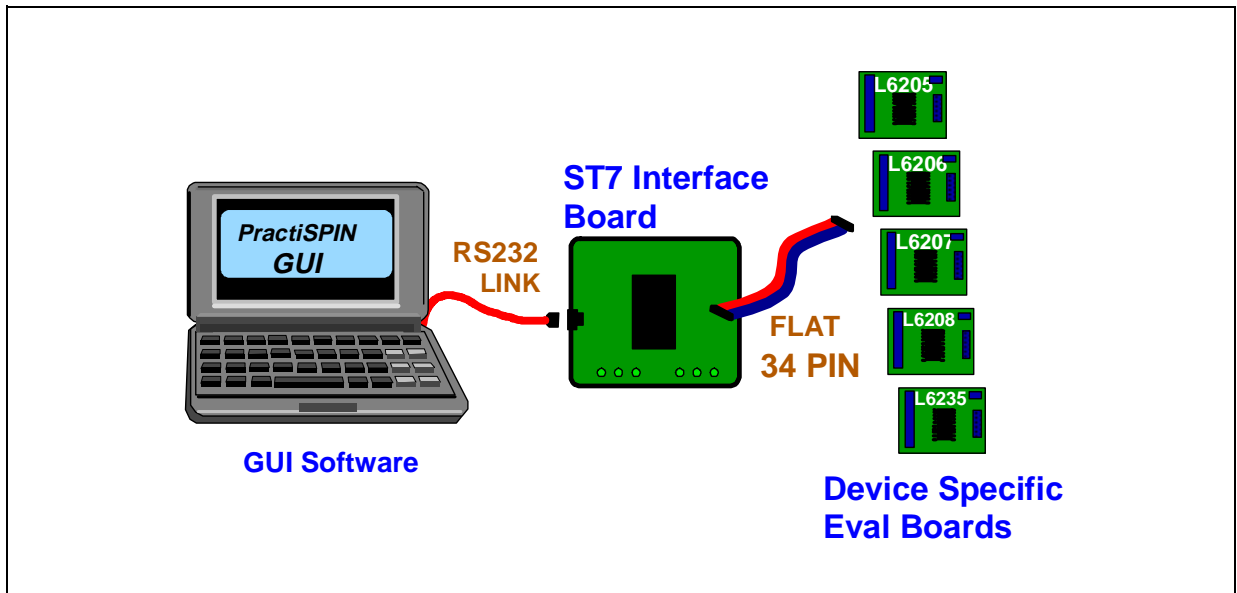 PractiSPIN
GUI
GUI Software
RS232
LINK
ST7 Interface
Board
FLAT
34 PIN
L6205
L6206
L6207
L6208
L6235
Device Specific
Eval Boards